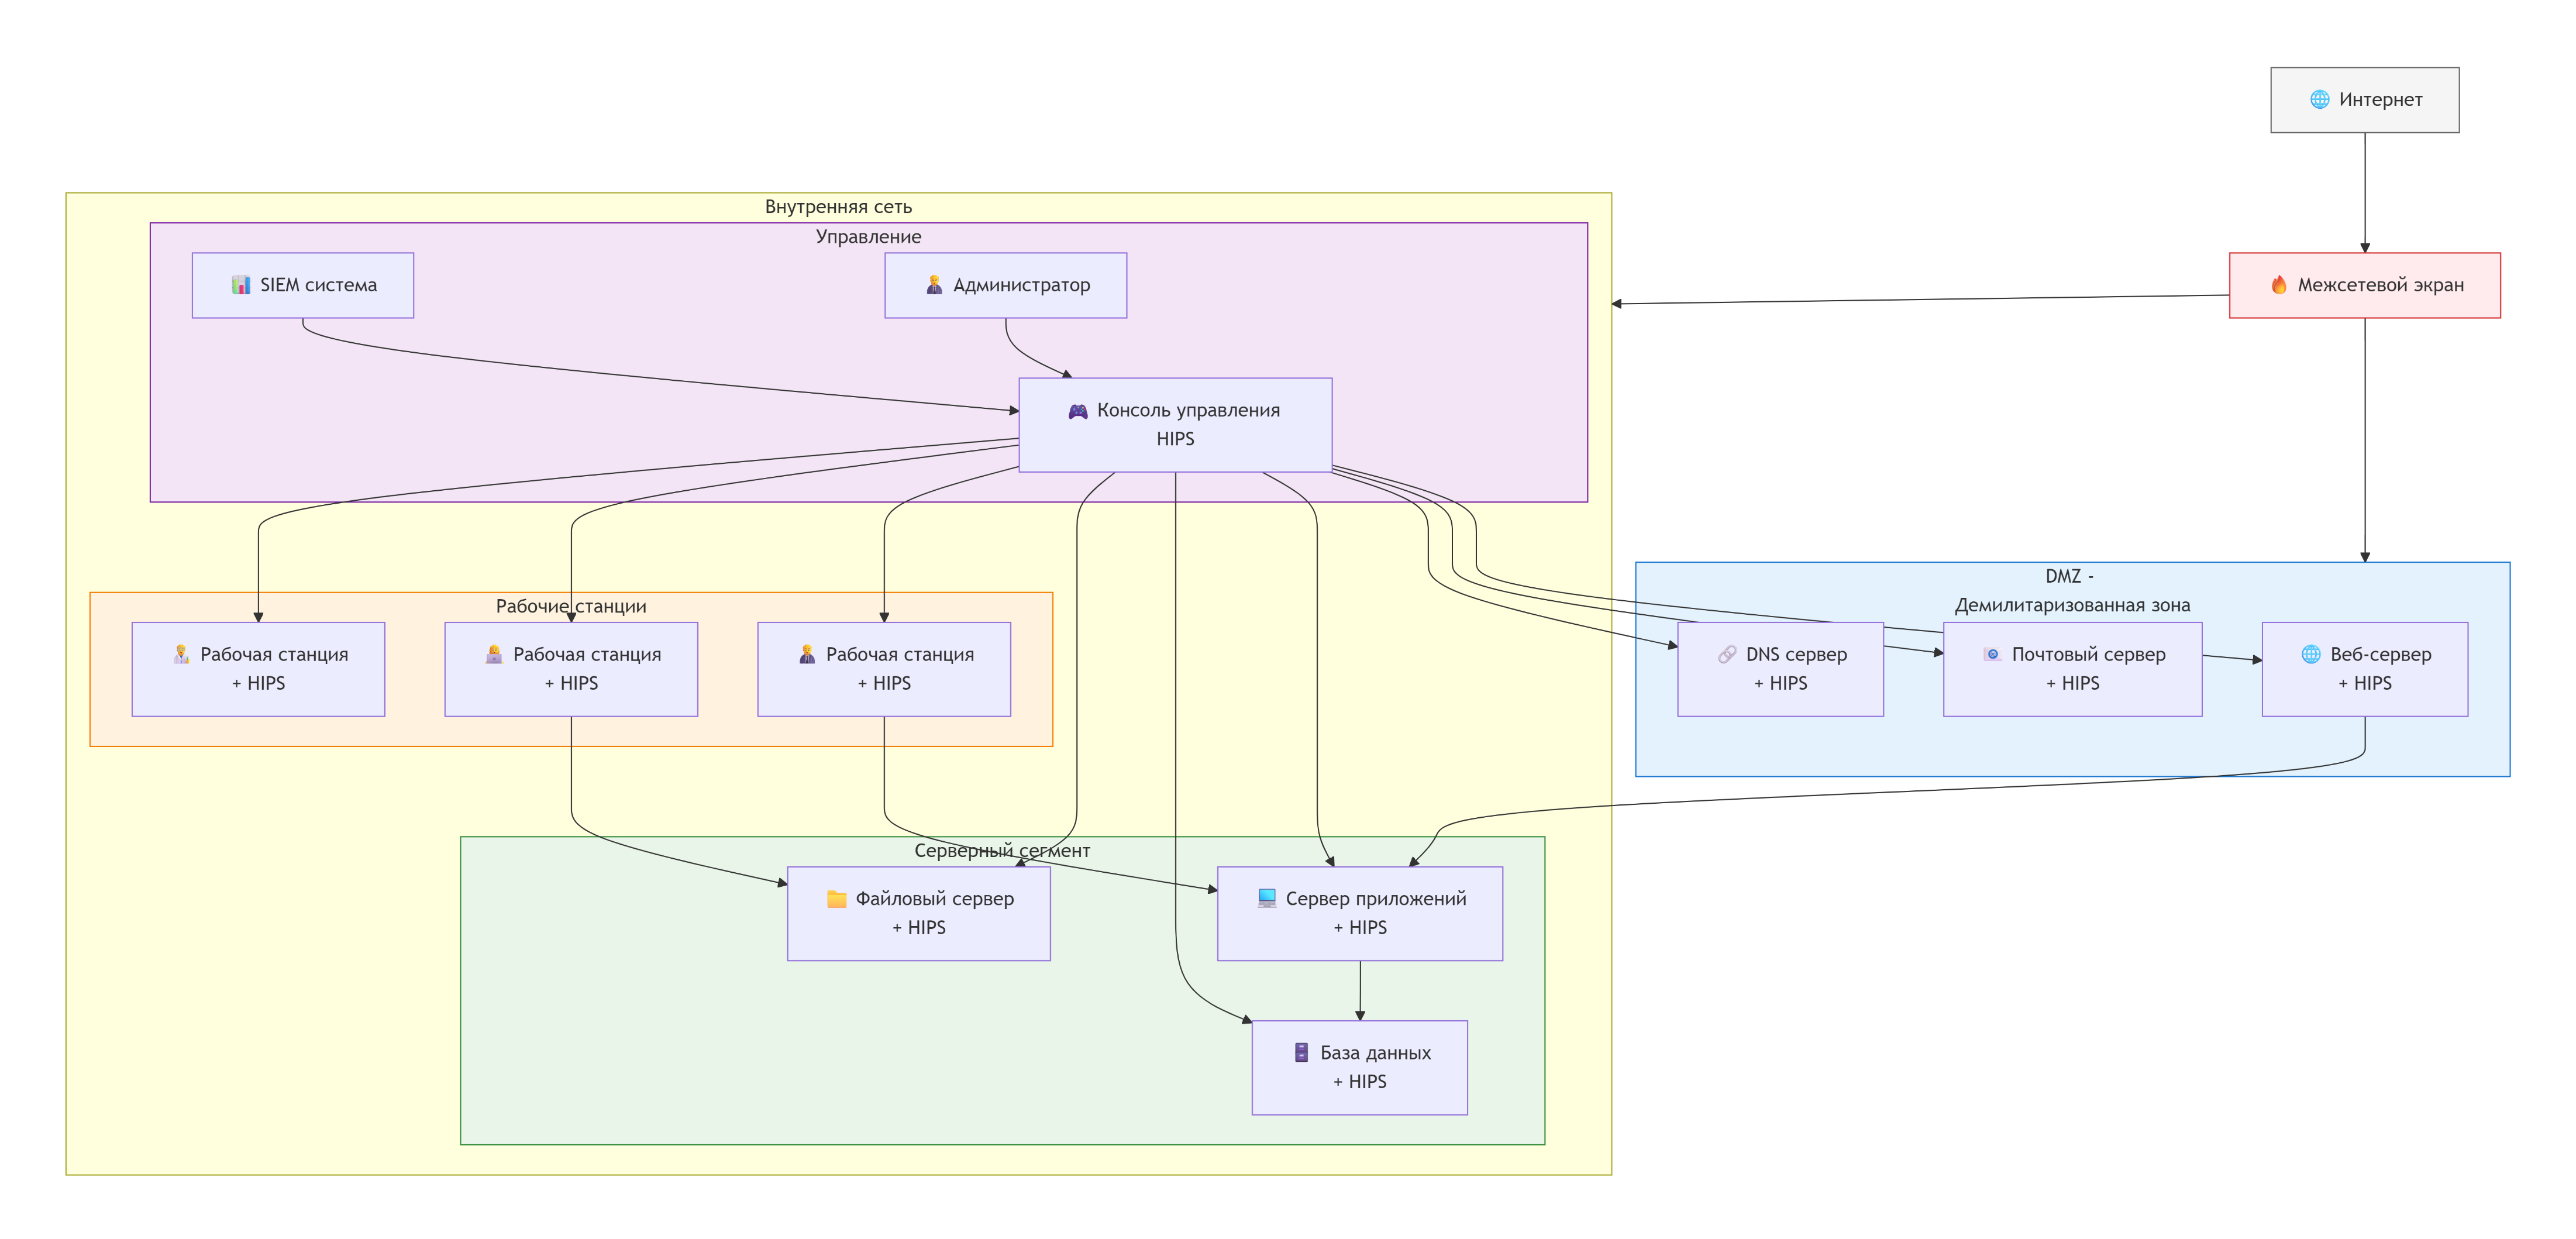 Интернет
Внутренняя сеть
Управление
SIEM система
Администратор
Межсетевой экран
Консоль управления
HIPS
DMZ -
Демилитаризованная зона
Рабочие станции
Рабочая станция
+ HIPS
Рабочая станция
+ HIPS
Рабочая станция
+ HIPS
DNS сервер
+ HIPS
Почтовый сервер
+ HIPS
Веб-сервер
+ HIPS
Серверный сегмент
Файловый сервер
+ HIPS
Сервер приложений
+ HIPS
База данных
+ HIPS